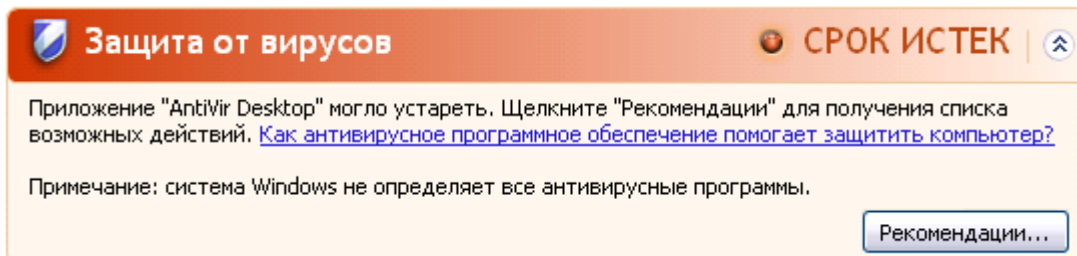 Защита от вирусов
СРОК ИСТЕК
Приложение "AntiVir Desktop" могло устареть. Щелкните "Рекомендации" для получения списка
возможных действий. Как антивирусное программное обеспечение помогает защитить компьютер?
Примечание: система Windows не определяет все антивирусные программы.
Рекомендации...